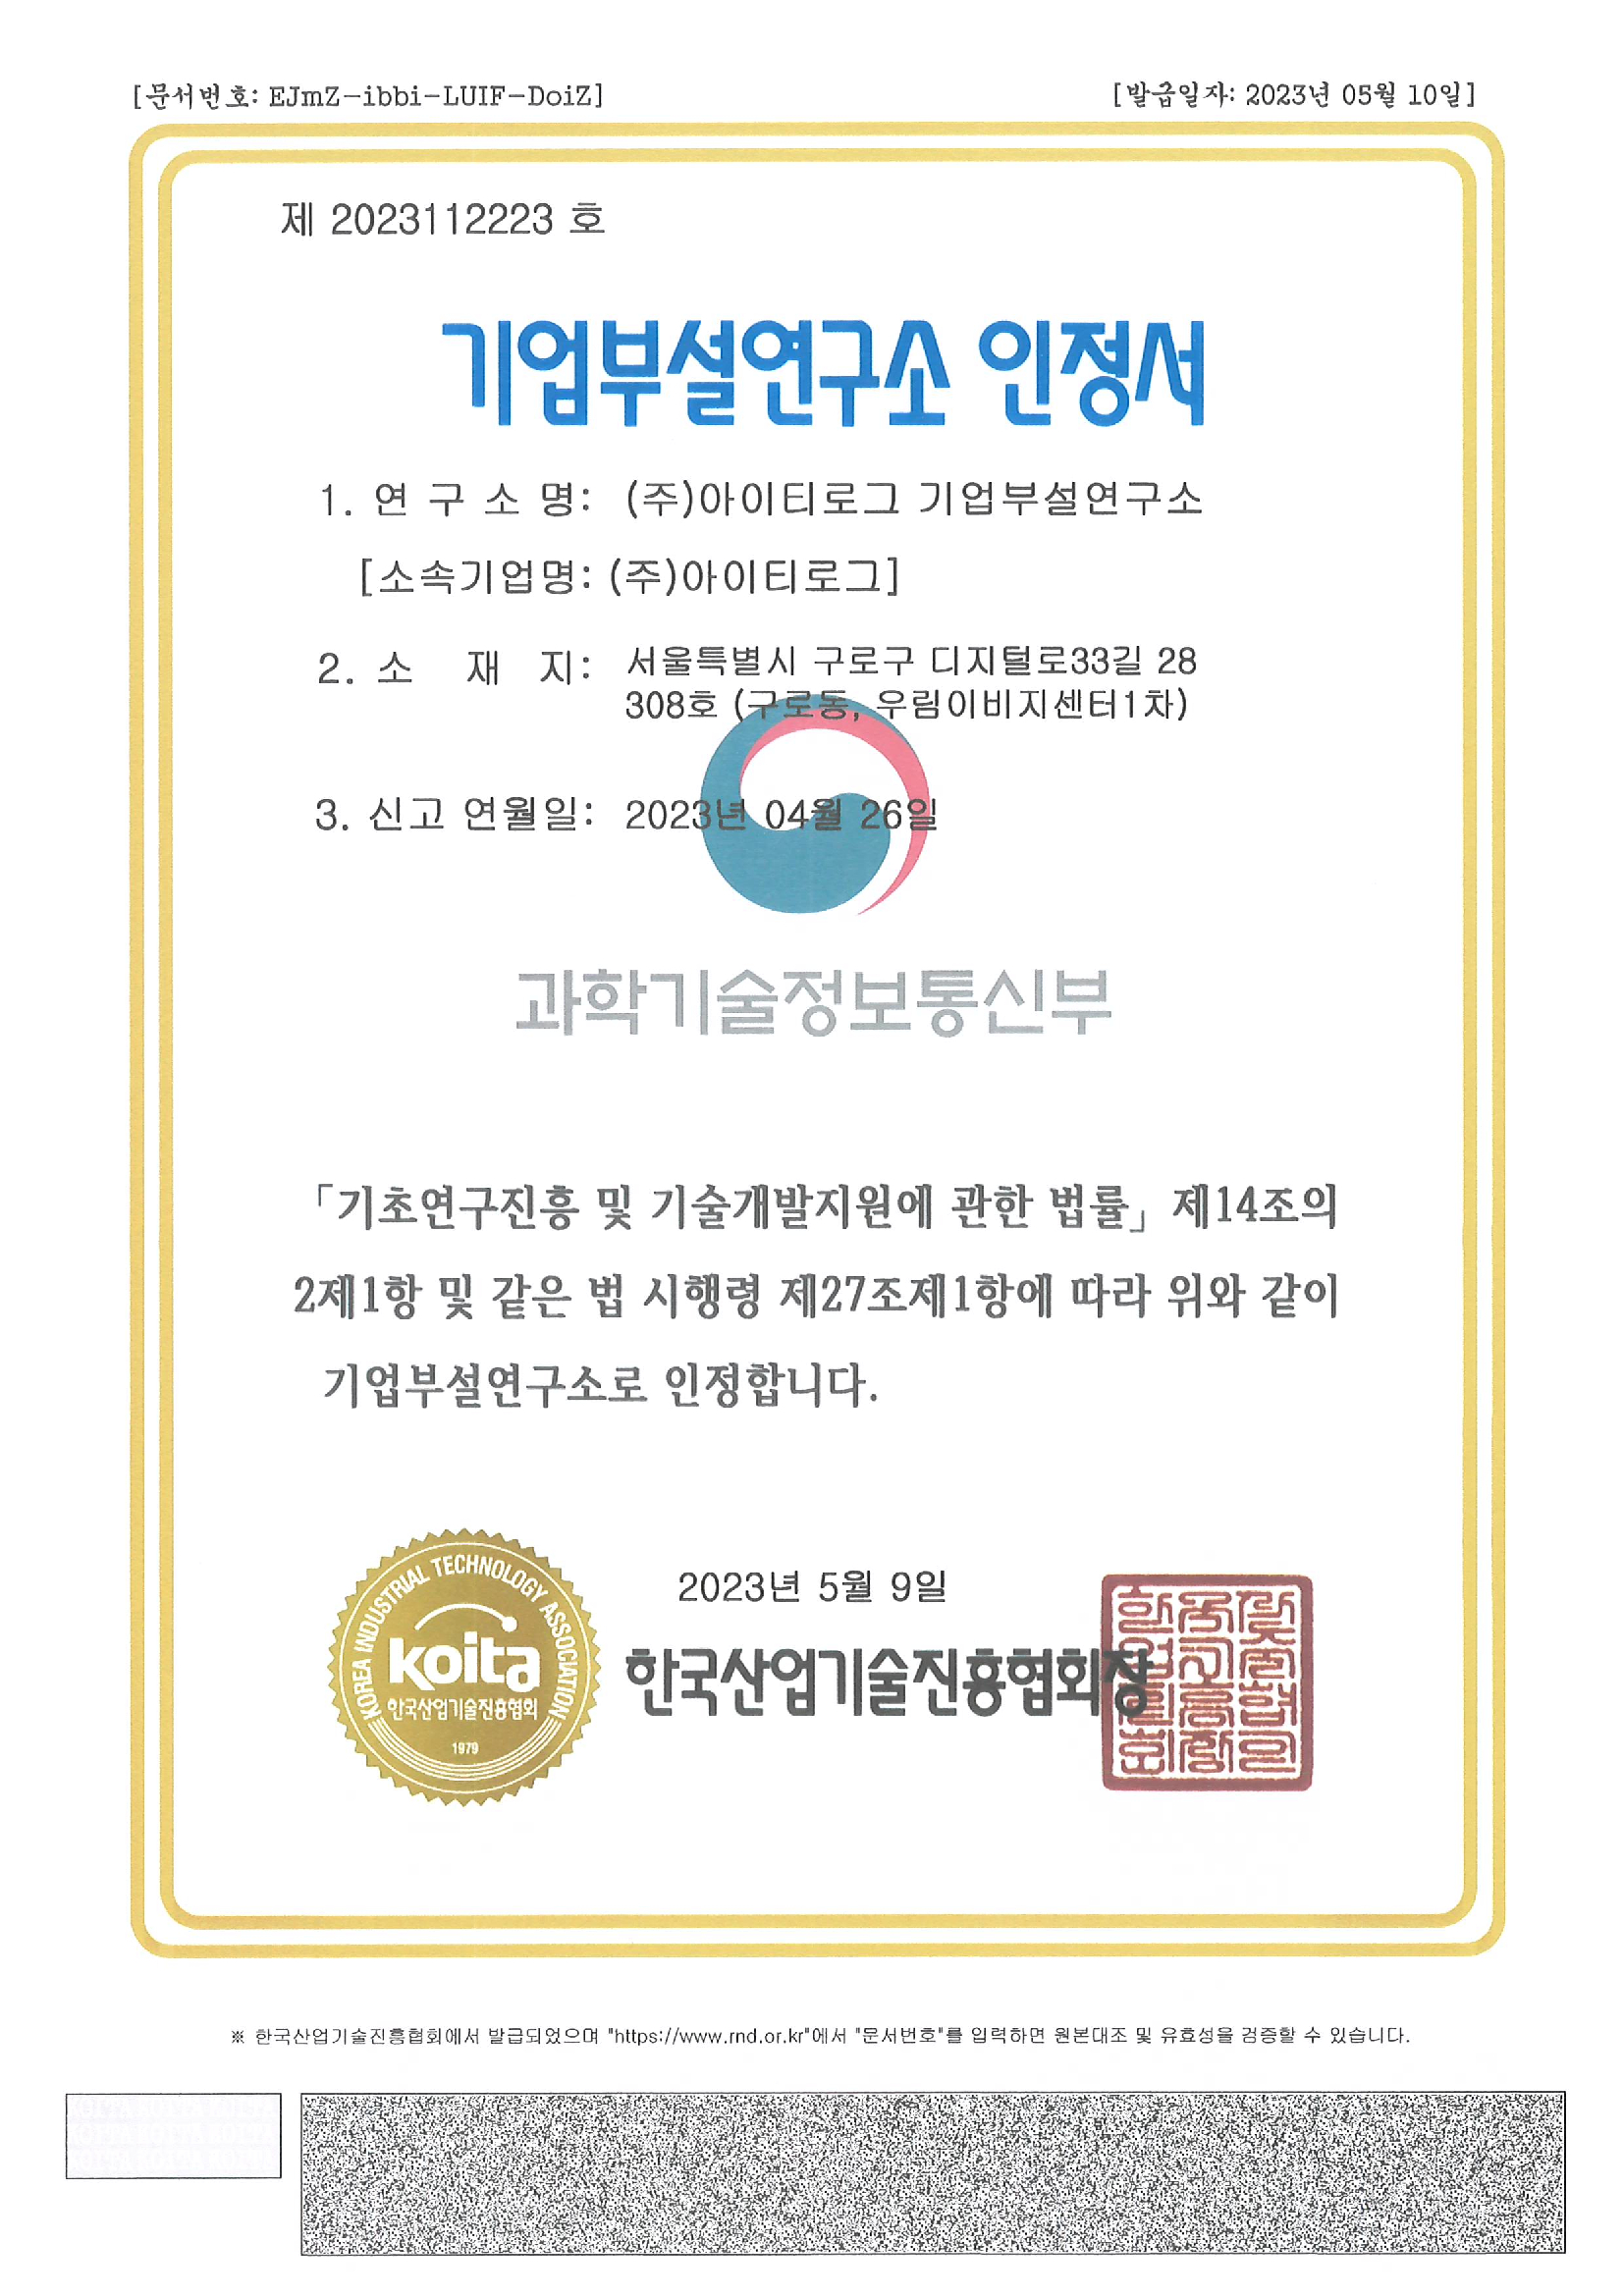 [문서번호: EJmZ-ibbi-LUIF-DoiZ]
[발급일자: 2023년 05월 10일]
제 2023112223 호
기업부설연구소 인정서
1. 연 구 소 명: (주)아이티로그 기업부설연구소
[소속기업명: (주)아이티로그]
2. 소 재 지: 서울특별시 구로구 디지털로33길 28
308호 (구로동, 우림이비지센터1차)
3. 신고 연월일: 2023년 04월 26일
과학기술정보통신부
「기초연구진흥 및 기술개발지원에 관한 법률」 제14조의
2제1항 및 같은 법 시행령 제27조제1항에 따라 위와 같이
기업부설연구소로 인정합니다.
KOREA INDUSTRIAL TECHNOLOGY ASSOCIATION
koita
한국산업기술진흥협회
1979
2023년 5월 9일
한국산업기술진흥협회장
※ 한국산업기술진흥협회에서 발급되었으며 "https://www.rnd.or.kr"에서 "문서번호"를 입력하면 원본대조 및 유효성을 검증할 수 있습니다.